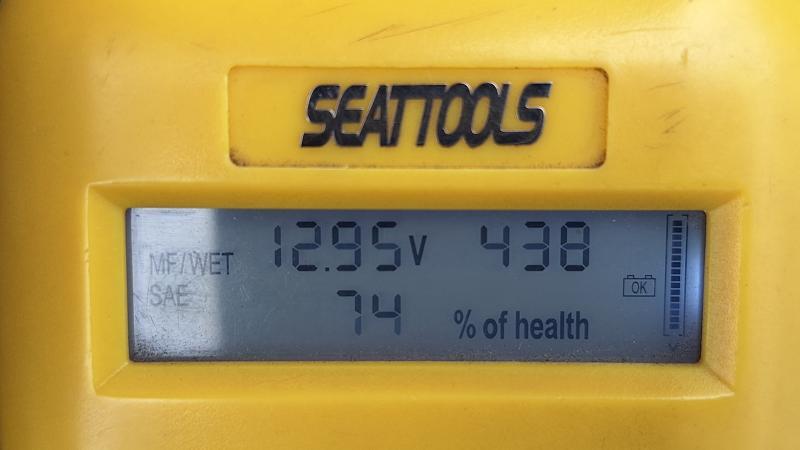 SEATTOOLS
MF/WET 12.95V 438
SAE 74 % of health
OK